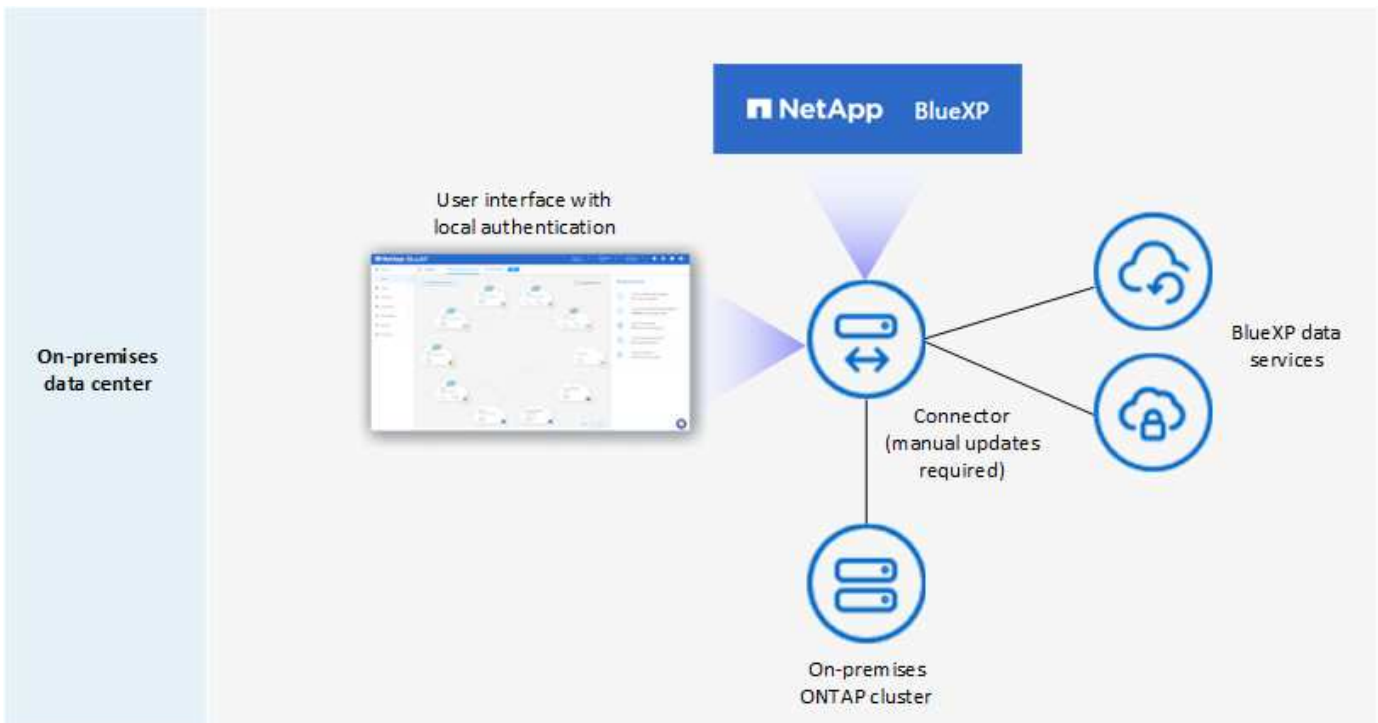 NetApp BlueXP
User interface with
local authentication
On-premises
data center
BlueXP data
services
Connector
(manual updates
required)
On-premises
ONTAP cluster